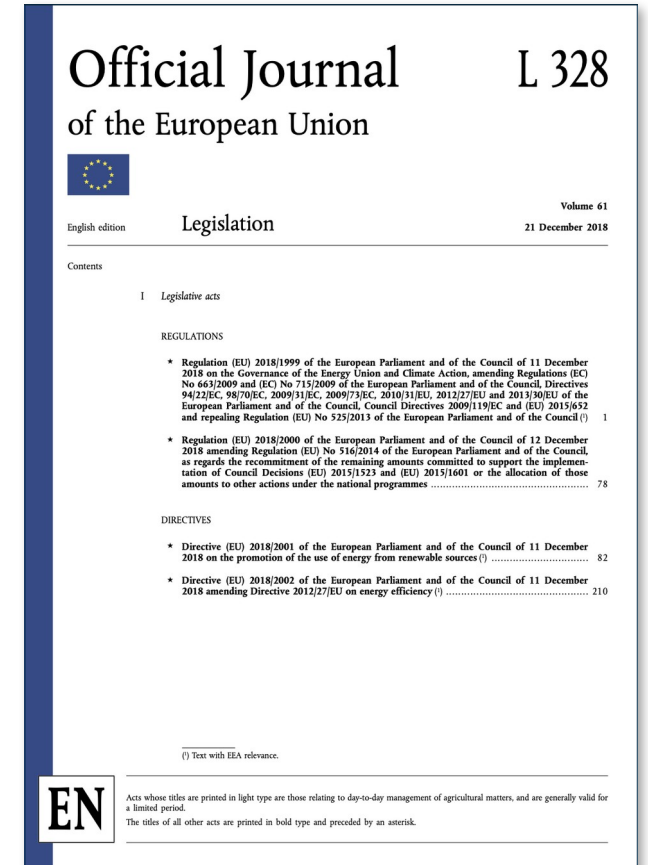 Official Journal L 328
of the European Union
Volume 61
English edition Legislation 21 December 2018
Contents
I Legislative acts
REGULATIONS
★ Regulation (EU) 2018/1999 of the European Parliament and of the Council of 11 December
2018 on the Governance of the Energy Union and Climate Action, amending Regulations (EC)
No 663/2009 and (EC) No 715/2009 of the European Parliament and of the Council, Directives
94/22/EC, 98/70/EC, 2009/31/EC, 2009/73/EC, 2010/31/EU, 2012/27/EU and 2013/30/EU of the
European Parliament and of the Council, Council Directives 2009/119/EC and (EU) 2015/652
and repealing Regulation (EU) No 525/2013 of the European Parliament and of the Council (¹) 1
★ Regulation (EU) 2018/2000 of the European Parliament and of the Council of 12 December
2018 amending Regulation (EU) No 516/2014 of the European Parliament and of the Council,
as regards the recommitment of the remaining amounts committed to support the implemen-
tation of Council Decisions (EU) 2015/1523 and (EU) 2015/1601 or the allocation of those
amounts to other actions under the national programmes ..................................................... 78
DIRECTIVES
★ Directive (EU) 2018/2001 of the European Parliament and of the Council of 11 December
2018 on the promotion of the use of energy from renewable sources (¹) ................................ 82
★ Directive (EU) 2018/2002 of the European Parliament and of the Council of 11 December
2018 amending Directive 2012/27/EU on energy efficiency (¹) ............................................... 210
(¹) Text with EEA relevance.
EN
Acts whose titles are printed in light type are those relating to day-to-day management of agricultural matters, and are generally valid for
a limited period.
The titles of all other acts are printed in bold type and preceded by an asterisk.